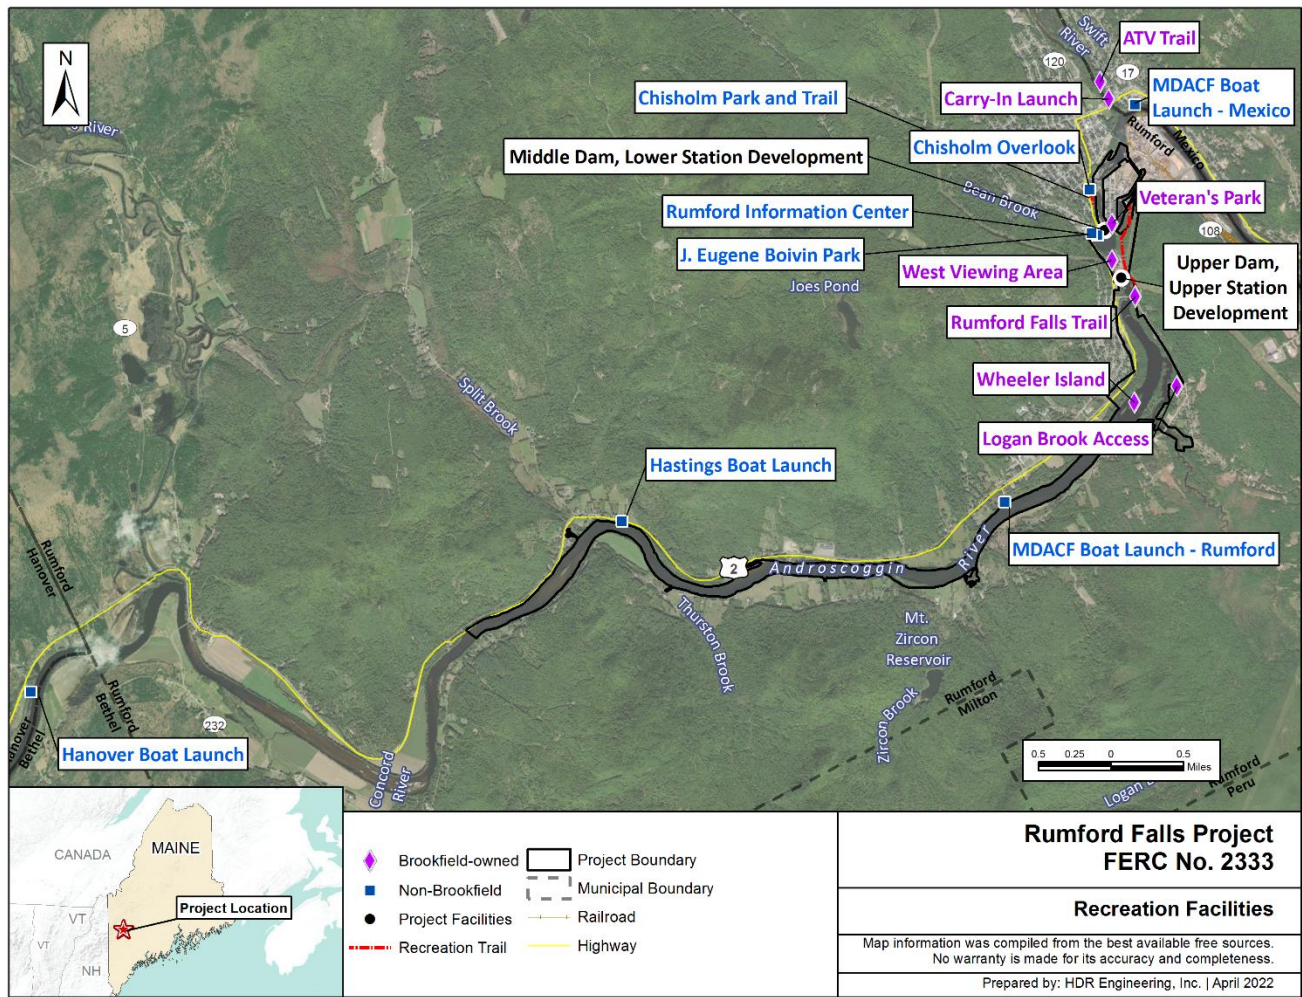 N
Swift
River
ATV Trail
120
17
Carry-In Launch
MDACF Boat
Launch - Mexico
Chisholm Park and Trail
Rumford
Mexico
River
Chisholm Overlook
Middle Dam, Lower Station Development
Bean Brook
Veteran's Park
Rumford Information Center
108
J. Eugene Boivin Park
West Viewing Area
Upper Dam,
Upper Station
Development
Joes Pond
Rumford Falls Trail
5
Wheeler Island
Split Brook
Logan Brook Access
Hastings Boat Launch
MDACF Boat Launch - Rumford
2
Androscoggin
River
Rumford
Hanover
Thurston Brook
Mt.
Zircon
Reservoir
Zircon Brook
Rumford
Milton
Rumford
Bethel
232
Hanover
Bethel
Hanover Boat Launch
Concord
River
0.5 0.25 0 0.5
Miles
Logan
Rumford
Peru
CANADA
MAINE
VT
VT
NH
Project Location
Brookfield-owned
Non-Brookfield
Project Facilities
Recreation Trail
Project Boundary
Municipal Boundary
Railroad
Highway
Rumford Falls Project
FERC No. 2333
Recreation Facilities
Map information was compiled from the best available free sources.
No warranty is made for its accuracy and completeness.
Prepared by: HDR Engineering, Inc. | April 2022